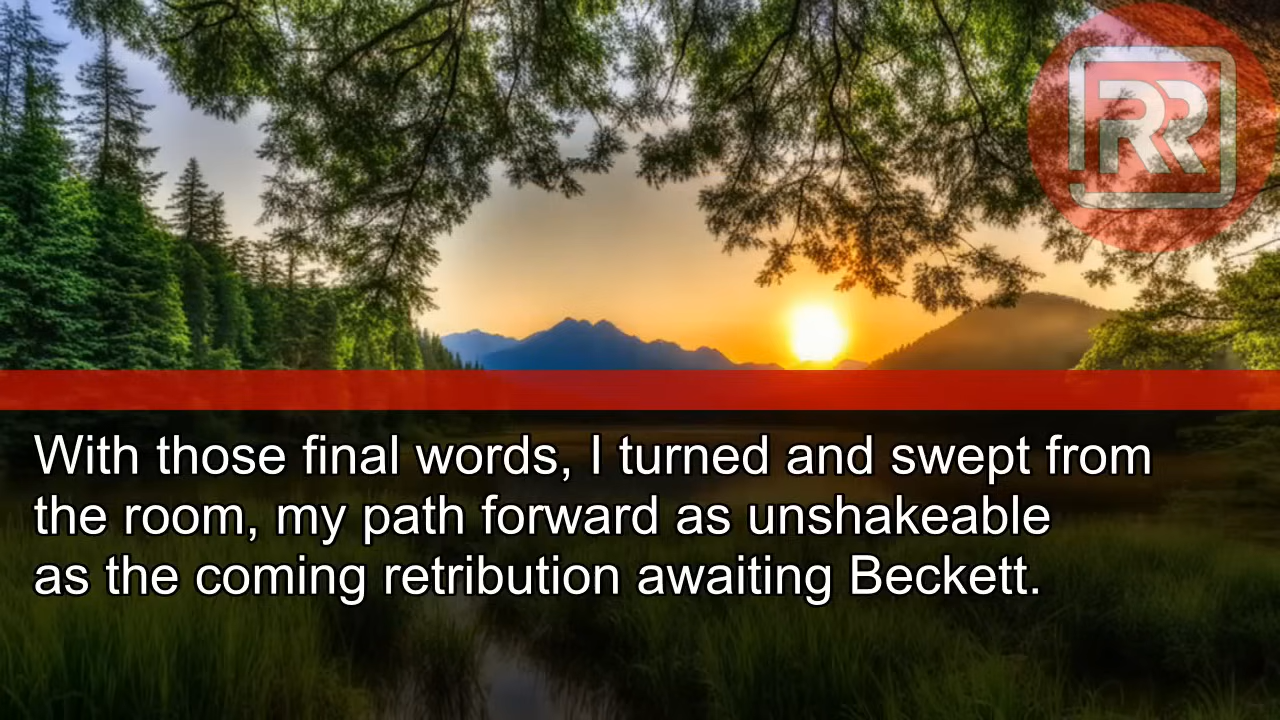 RR
With those final words, I turned and swept from
the room, my path forward as unshakeable
as the coming retribution awaiting Beckett.